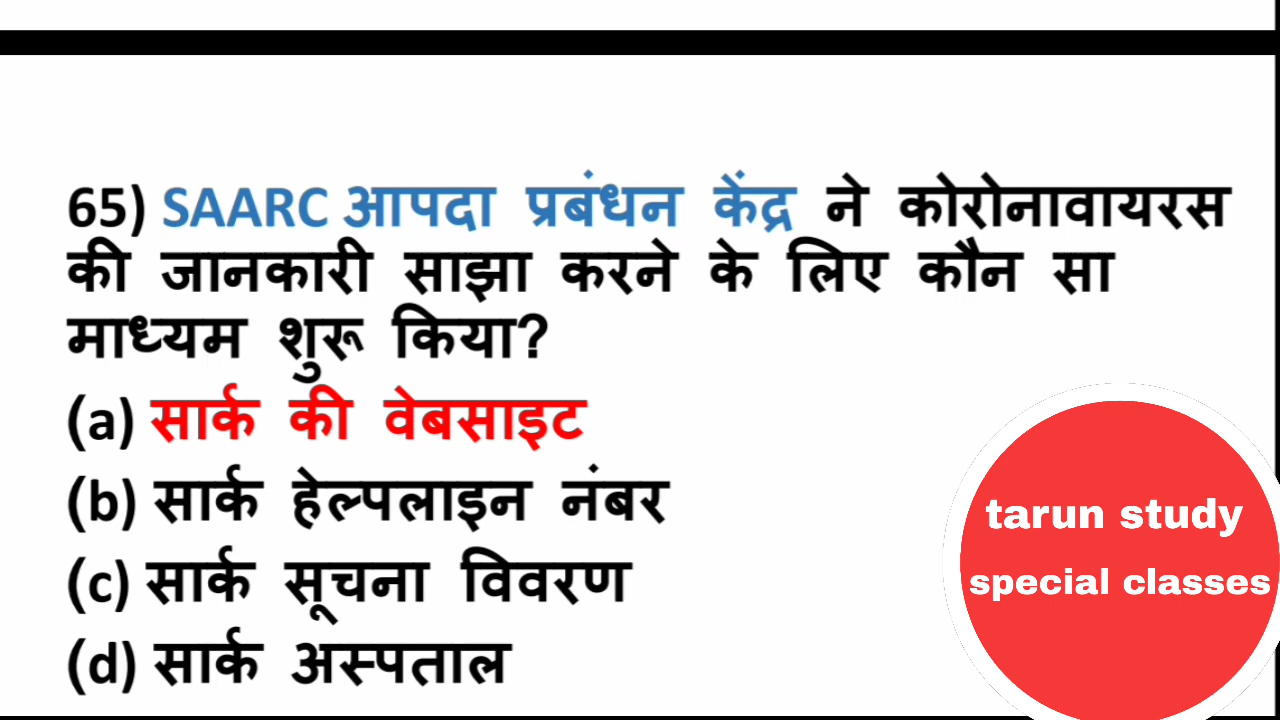 65) SAARC आपदा प्रबंधन केंद्र ने कोरोनावायरस
की जानकारी साझा करने के लिए कौन सा
माध्यम शुरू किया?
(a) सार्क की वेबसाइट
(b) सार्क हेल्पलाइन नंबर
(c) सार्क सूचना विवरण
(d) सार्क अस्पताल
tarun study
special classes